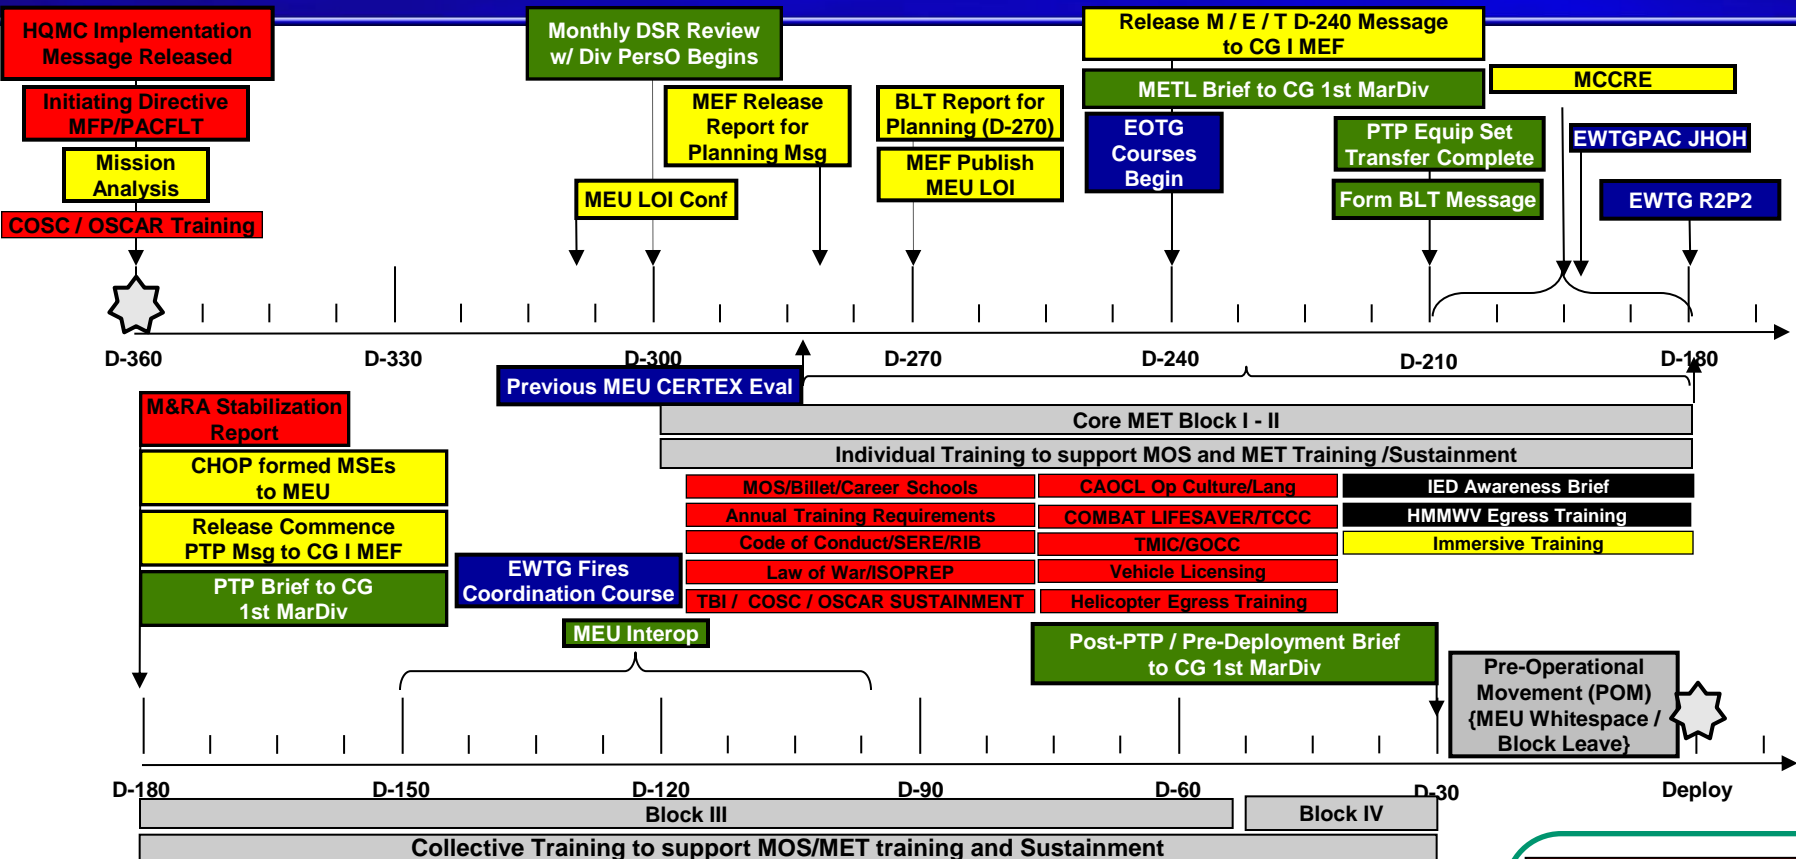 HQMC Implementation
Message Released
Initiating Directive
MFP/PACFLT
Mission
Analysis
COSC / OSCAR Training
Monthly DSR Review
w/ Div PersO Begins
MEU LOI Conf
MEF Release
Report for
Planning Msg
BLT Report for
Planning (D-270)
MEF Publish
MEU LOI
Release M / E / T D-240 Message
to CG I MEF
METL Brief to CG 1st MarDiv
EOTG
Courses
Begin
MCCRE
PTP Equip Set
Transfer Complete
Form BLT Message
EWTGPAC JHOH
EWTG R2P2
D-360
D-330
D-300
D-270
D-240
D-210
D-180
Previous MEU CERTEX Eval
Core MET Block I - II
Individual Training to support MOS and MET Training /Sustainment
M&RA Stabilization
Report
CHOP formed MSEs
to MEU
Release Commence
PTP Msg to CG I MEF
PTP Brief to CG
1st MarDiv
EWTG Fires
Coordination Course
MOS/Billet/Career Schools
Annual Training Requirements
Code of Conduct/SERE/RIB
Law of War/ISOPREP
TBI / COSC / OSCAR SUSTAINMENT
CAOCL Op Culture/Lang
COMBAT LIFESAVER/TCCC
TMIC/GOCC
Vehicle Licensing
Helicopter Egress Training
IED Awareness Brief
HMMWV Egress Training
Immersive Training
MEU Interop
Post-PTP / Pre-Deployment Brief
to CG 1st MarDiv
Pre-Operational
Movement (POM)
{MEU Whitespace /
Block Leave}
D-180
D-150
D-120
D-90
D-60
D-30
Deploy
Block III
Block IV
Collective Training to support MOS/MET training and Sustainment